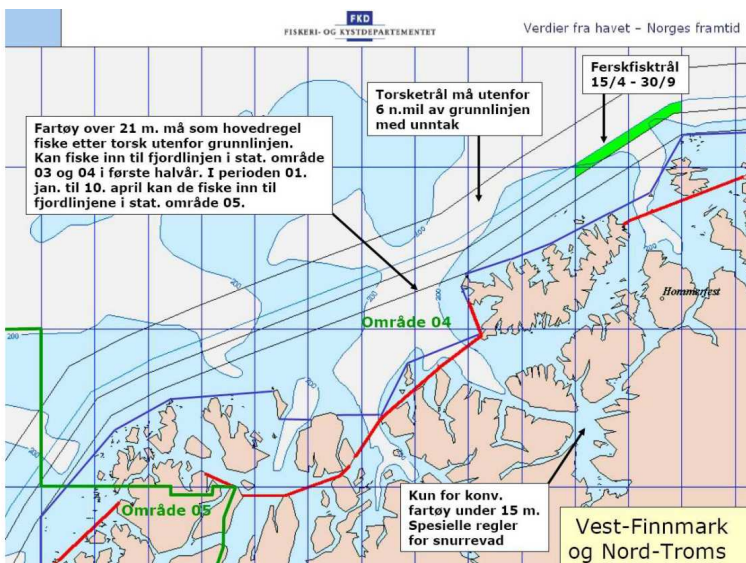 FKD
FISKERI- OG KYSTDEPARTEMENTET
Verdier fra havet – Norges framtid
Ferskfisktrål
15/4 - 30/9
Torsketrål må utenfor
6 n.mil av grunnlinjen
med unntak
Fartøy over 21 m. må som hovedregel
fiske etter torsk utenfor grunnlinjen.
Kan fiske inn til fjordlinjen i stat. område
03 og 04 i første halvår. I perioden 01.
jan. til 10. april kan de fiske inn til
fjordlinjene i stat. område 05.
Hammerfest
Område 04
200
Område 05
Kun for konv.
fartøy under 15 m.
Spesielle regler
for snurrevad
Vest-Finnmark
og Nord-Troms